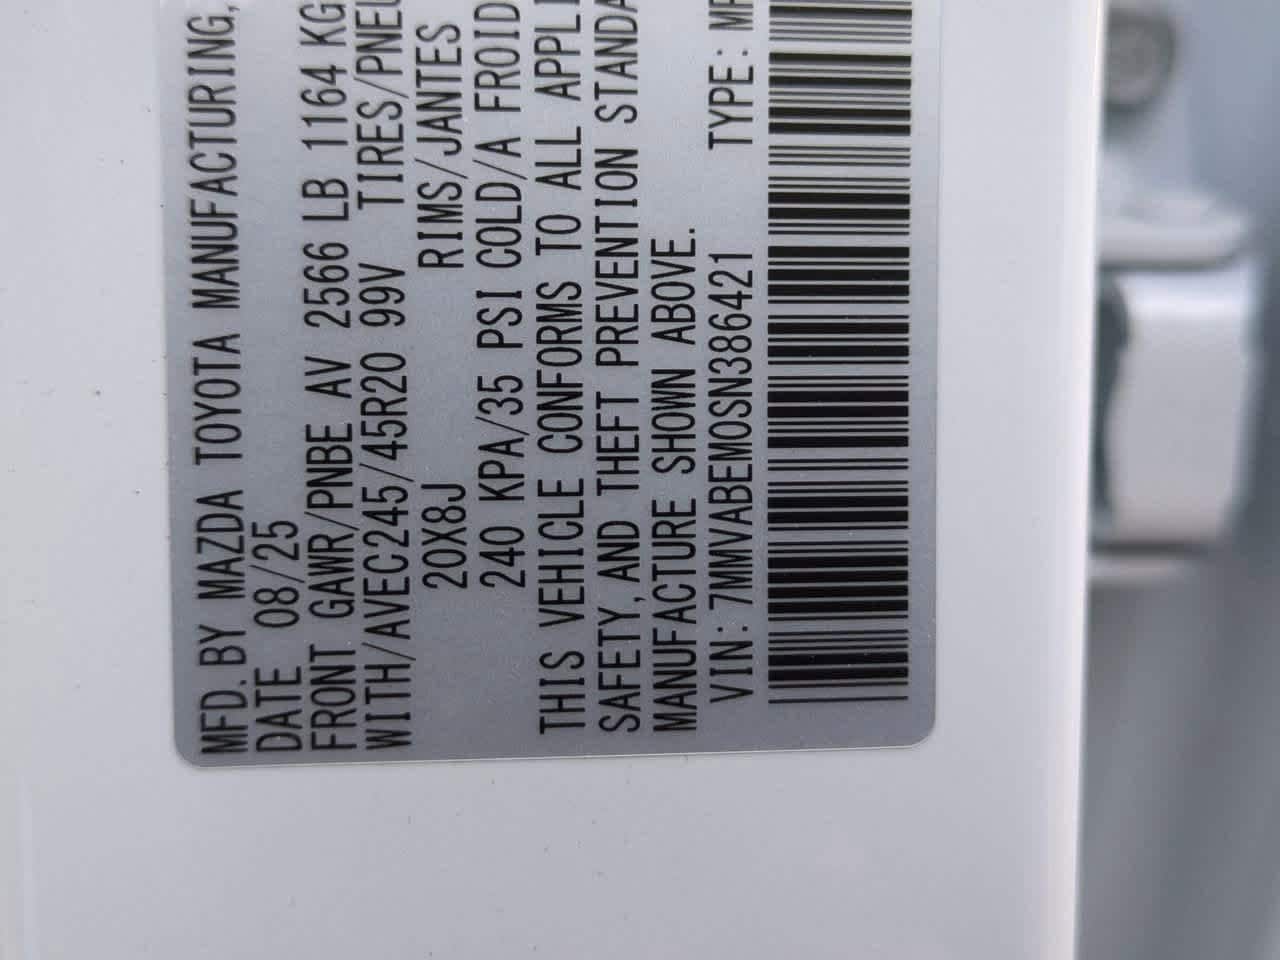 MFD.BY MAZDA TOYOTA MANUFACTURING,
DATE 08/25
FRONT GAWR/PNBE AV 2566 LB 1164 KG
WITH/AVEC245/45R20 99V TIRES/PNEU
20X8J RIMS/JANTES
240 KPA/35 PSI COLD/A FROID
THIS VEHICLE CONFORMS TO ALL APPLI
SAFETY,AND THEFT PREVENTION STANDA
MANUFACTURE SHOWN ABOVE.
VIN:7MMVABEM0SN386421 TYPE: